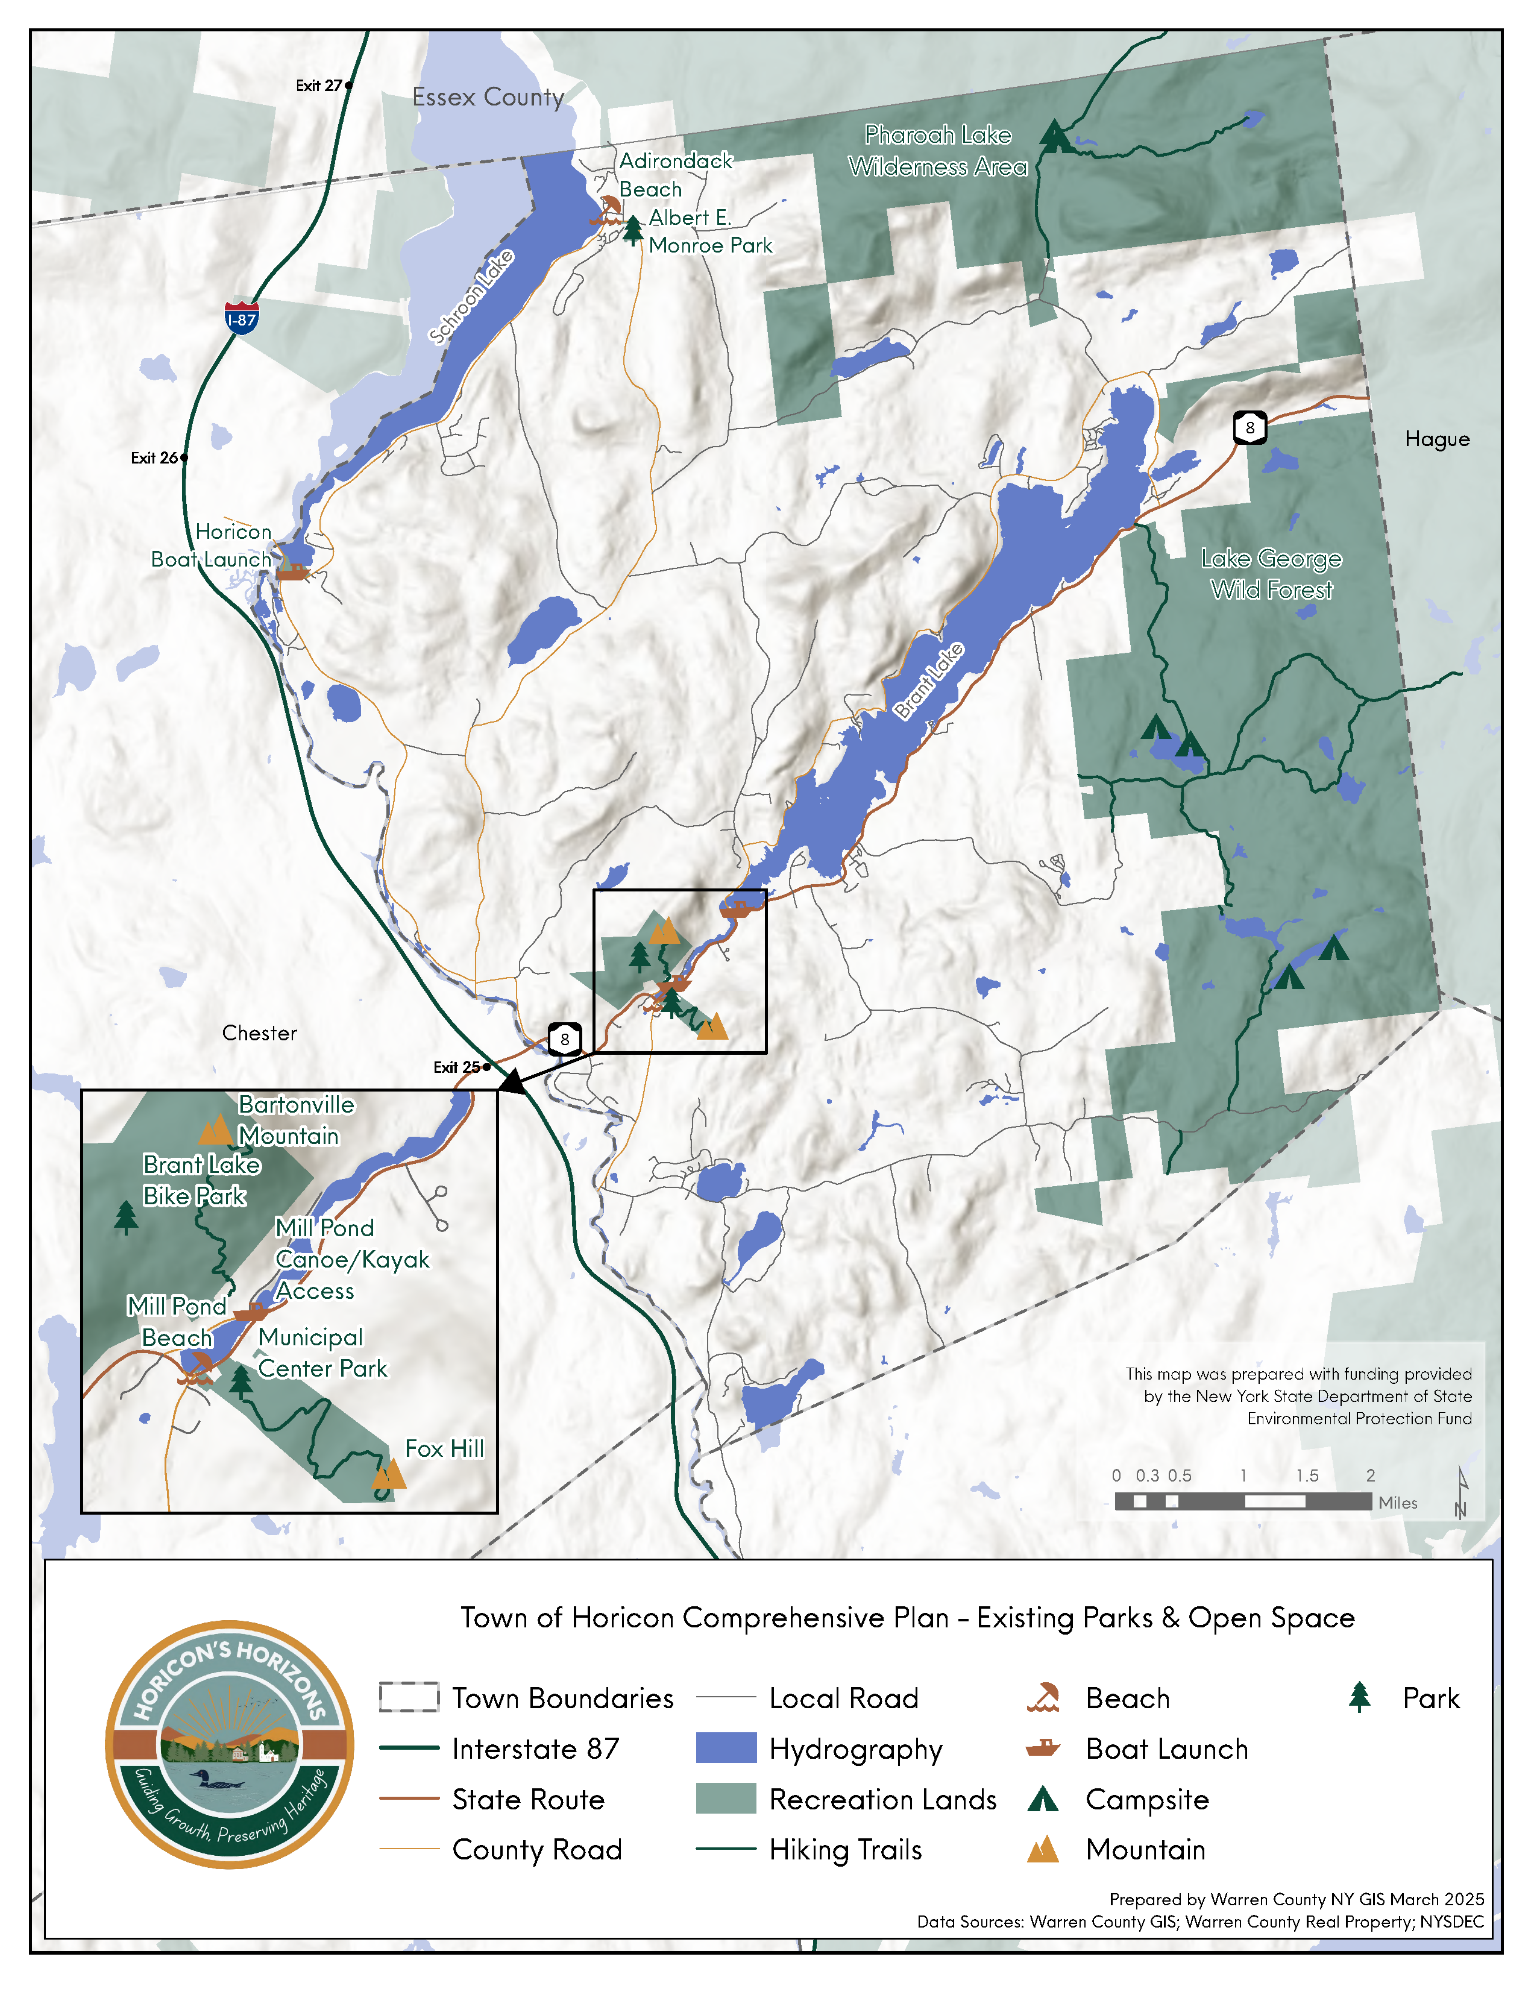 Exit 27
Essex County
Pharoah Lake
Wilderness Area
Adirondack
Beach
Albert E.
Monroe Park
Schroon Lake
I-87
8
Hague
Exit 26
Horicon
Boat Launch
Lake George
Wild Forest
Brant Lake
Chester
8
Exit 25
Bartonville
Mountain
Brant Lake
Bike Park
Mill Pond
Canoe/Kayak
Access
Mill Pond
Beach
Municipal
Center Park
Fox Hill
This map was prepared with funding provided
by the New York State Department of State
Environmental Protection Fund
0 0.3 0.5 1 1.5 2
Miles
N
Town of Horicon Comprehensive Plan - Existing Parks & Open Space
HORICON'S HORIZONS
Guiding Growth, Preserving Heritage
Town Boundaries
Interstate 87
State Route
County Road
Local Road
Hydrography
Recreation Lands
Hiking Trails
Beach
Boat Launch
Campsite
Mountain
Park
Prepared by Warren County NY GIS March 2025
Data Sources: Warren County GIS; Warren County Real Property; NYSDEC